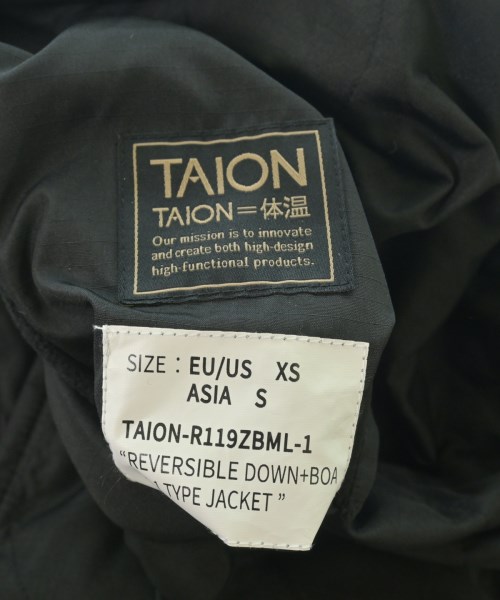 TAION
TAION=体温
Our mission is to innovate
and create both high-design
high-functional products.
SIZE : EU/US XS
ASIA S
TAION-R119ZBML-1
"REVERSIBLE DOWN+BOA
TYPE JACKET"